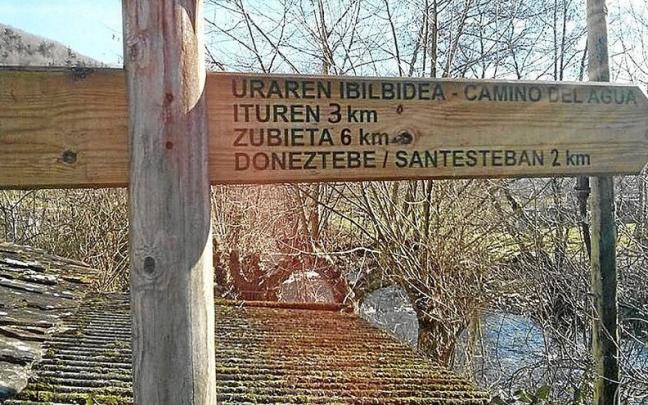 URAREN IBILBIDEA - CAMINO DEL AGUA
ITUREN 3 km
ZUBIETA 6 km
DONEZTEBE / SANTESTEBAN 2 km